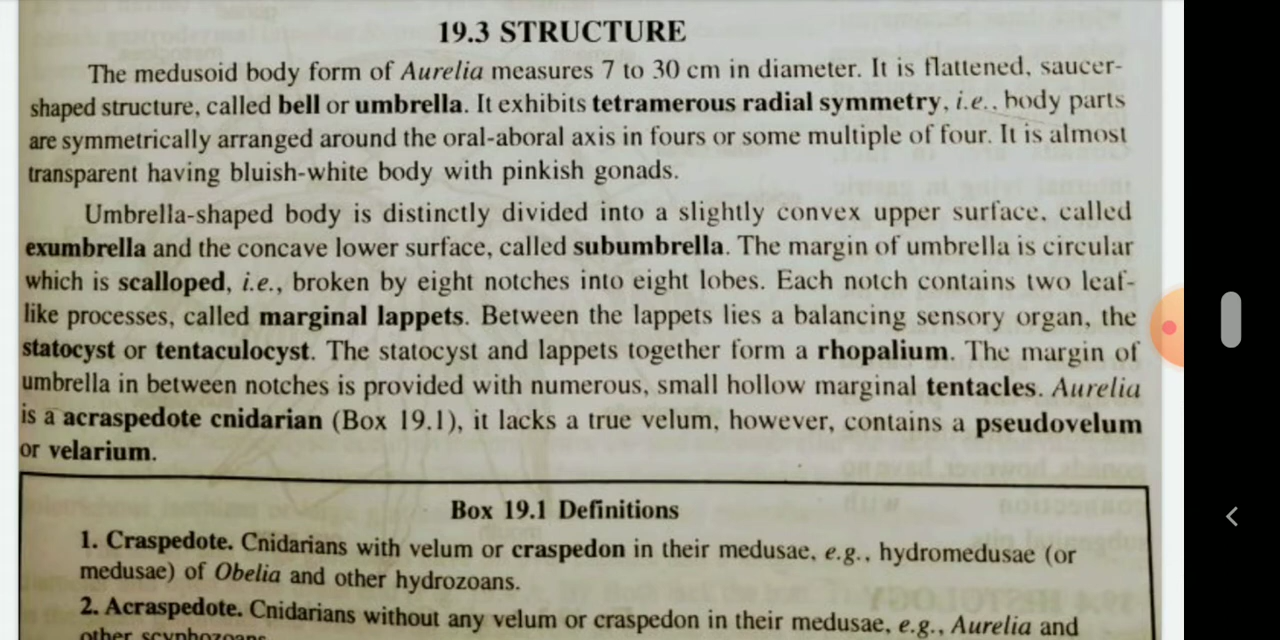 19.3 STRUCTURE
The medusoid body form of Aurelia measures 7 to 30 cm in diameter. It is flattened, saucer-
shaped structure, called bell or umbrella. It exhibits tetramerous radial symmetry, i.e., body parts
are symmetrically arranged around the oral-aboral axis in fours or some multiple of four. It is almost
transparent having bluish-white body with pinkish gonads.
Umbrella-shaped body is distinctly divided into a slightly convex upper surface, called
exumbrella and the concave lower surface, called subumbrella. The margin of umbrella is circular
which is scalloped, i.e., broken by eight notches into eight lobes. Each notch contains two leaf-
like processes, called marginal lappets. Between the lappets lies a balancing sensory organ, the
statocyst or tentaculocyst. The statocyst and lappets together form a rhopalium. The margin of
umbrella in between notches is provided with numerous, small hollow marginal tentacles. Aurelia
is a acraspedote cnidarian (Box 19.1), it lacks a true velum, however, contains a pseudovelum
or velarium.
Box 19.1 Definitions
1. Craspedote. Cnidarians with velum or craspedon in their medusae, e.g., hydromedusae (or
medusae) of Obelia and other hydrozoans.
2. Acraspedote. Cnidarians without any velum or craspedon in their medusae, e.g., Aurelia and
other scyphozoans